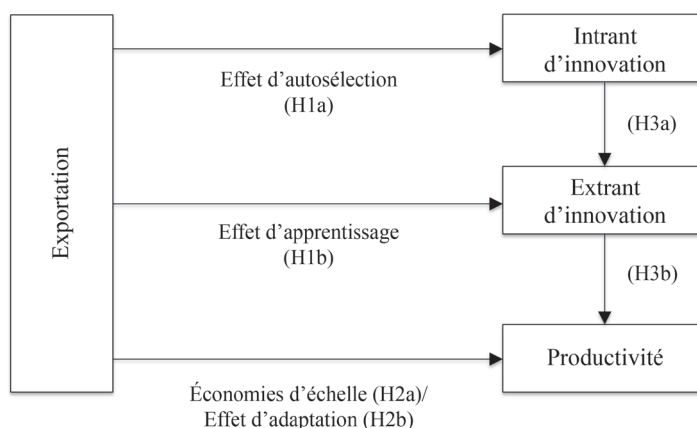 Exportation
Intrant
d'innovation
Effet d'autosélection
(H1a)
(H3a)
Extrant
d'innovation
Effet d'apprentissage
(H1b)
(H3b)
Productivité
Économies d'échelle (H2a)/
Effet d'adaptation (H2b)